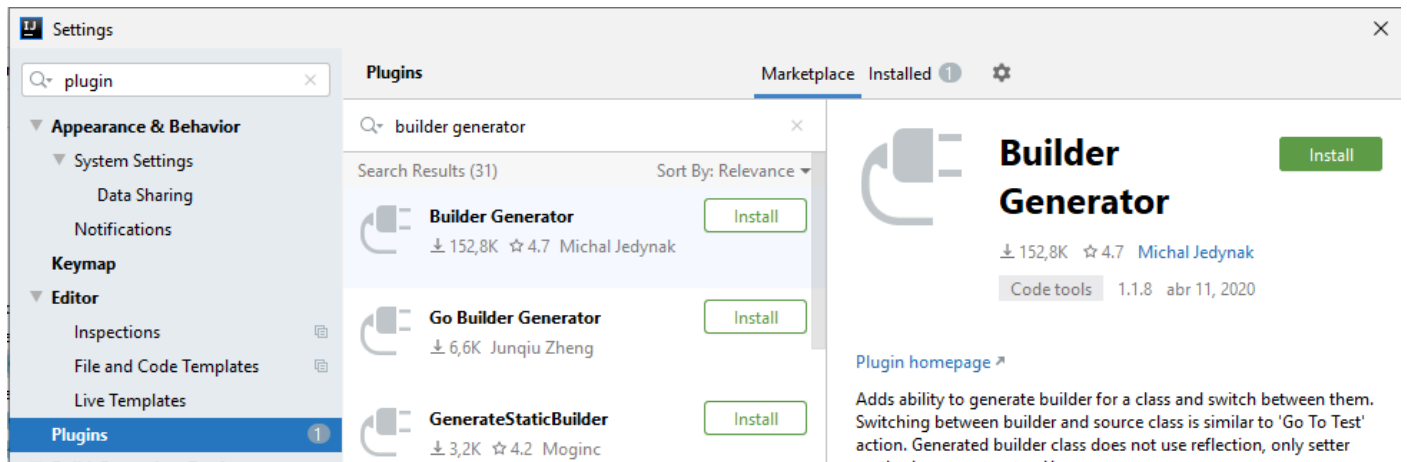 Settings
plugin
Appearance & Behavior
System Settings
Data Sharing
Notifications
Keymap
Editor
Inspections
File and Code Templates
Live Templates
Plugins 1
Plugins
Marketplace Installed 1
builder generator
Search Results (31) Sort By: Relevance
Builder Generator Install
152,8K 4.7 Michal Jedynak
Go Builder Generator Install
6,6K Junqiu Zheng
GenerateStaticBuilder Install
3,2K 4.2 Moginc
Builder
Generator
Install
152,8K 4.7 Michal Jedynak
Code tools 1.1.8 abr 11, 2020
Plugin homepage
Adds ability to generate builder for a class and switch between them.
Switching between builder and source class is similar to 'Go To Test'
action. Generated builder class does not use reflection, only setter